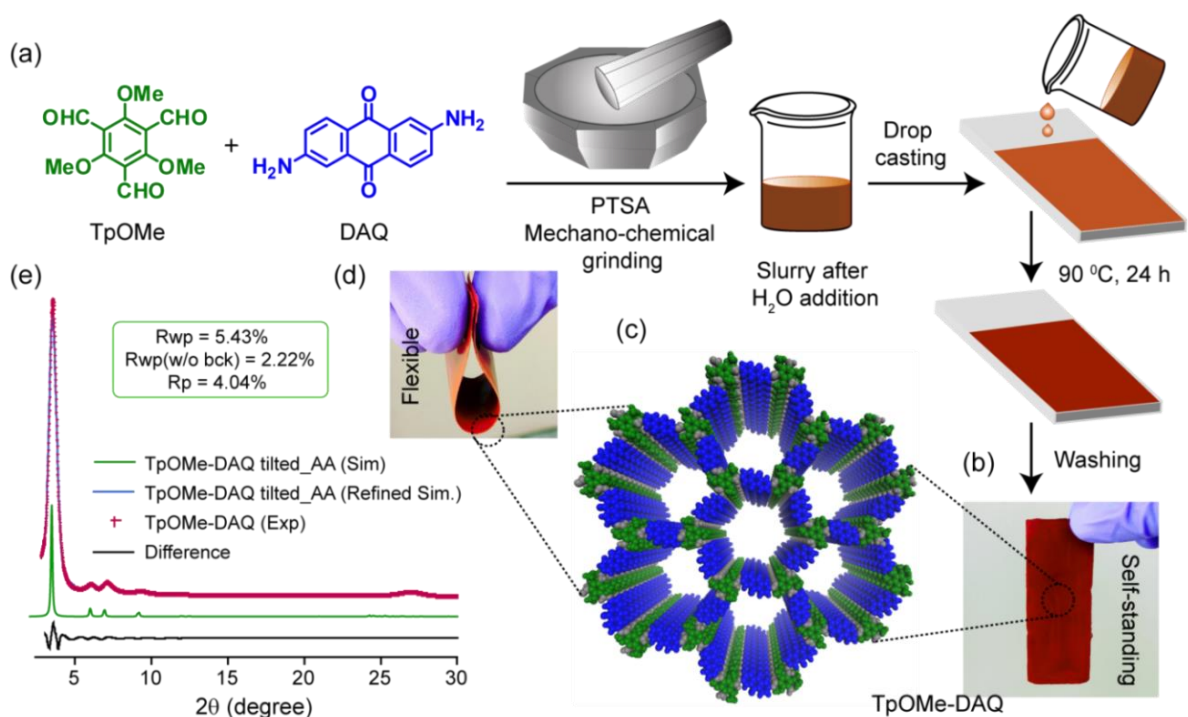 (a)
OMe
OHC
CHO
MeO
OMe
CHO
TpOMe
+
O
NH₂
H₂N
O
DAQ
PTSA
Mechano-chemical
grinding
Slurry after
H₂O addition
Drop
casting
90 ⁰C, 24 h
Washing
(b)
Self-standing
(c)
TpOMe-DAQ
(d)
Flexible
(e)
Rwp = 5.43%
Rwp(w/o bck) = 2.22%
Rp = 4.04%
TpOMe-DAQ tilted_AA (Sim)
TpOMe-DAQ tilted_AA (Refined Sim.)
TpOMe-DAQ (Exp)
Difference
5 10 15 20 25 30
2θ (degree)